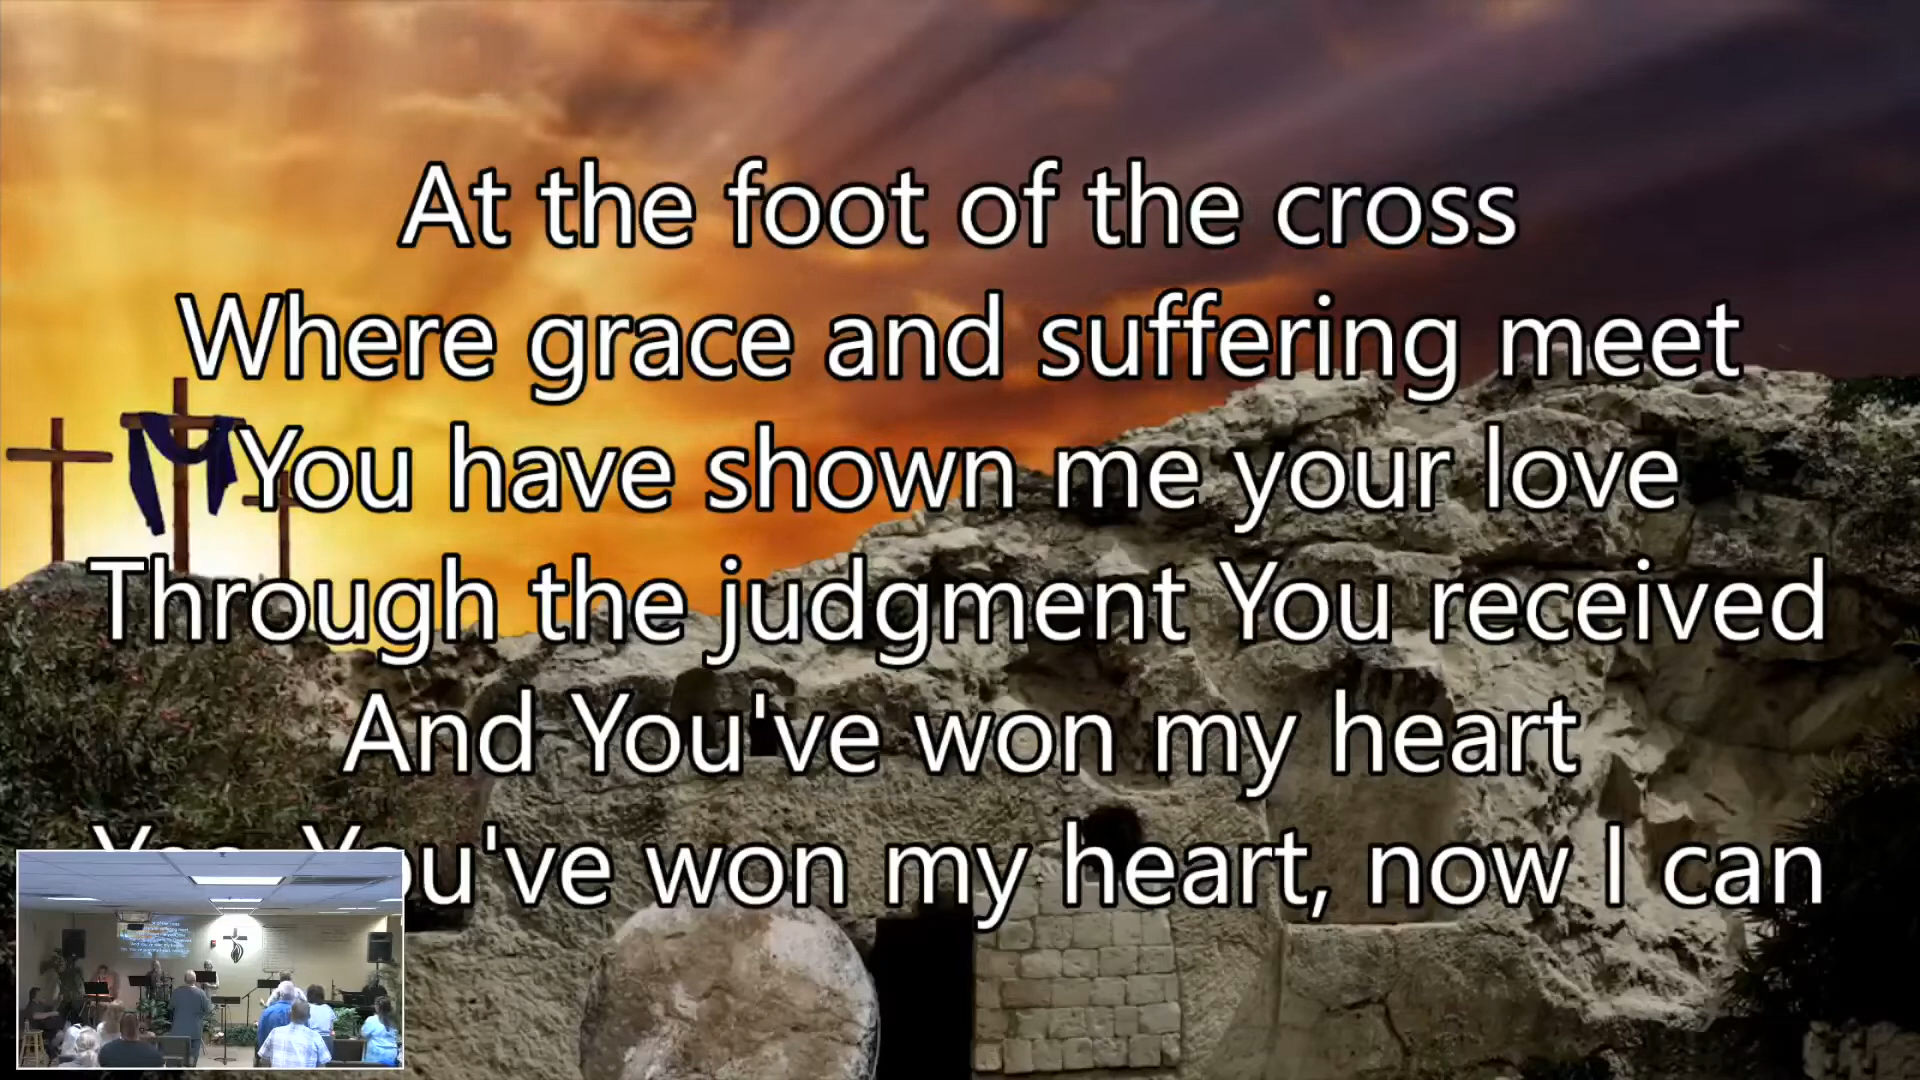 At the foot of the cross
Where grace and suffering meet
You have shown me your love
Through the judgment You received
And You've won my heart
You've won my heart, now I can